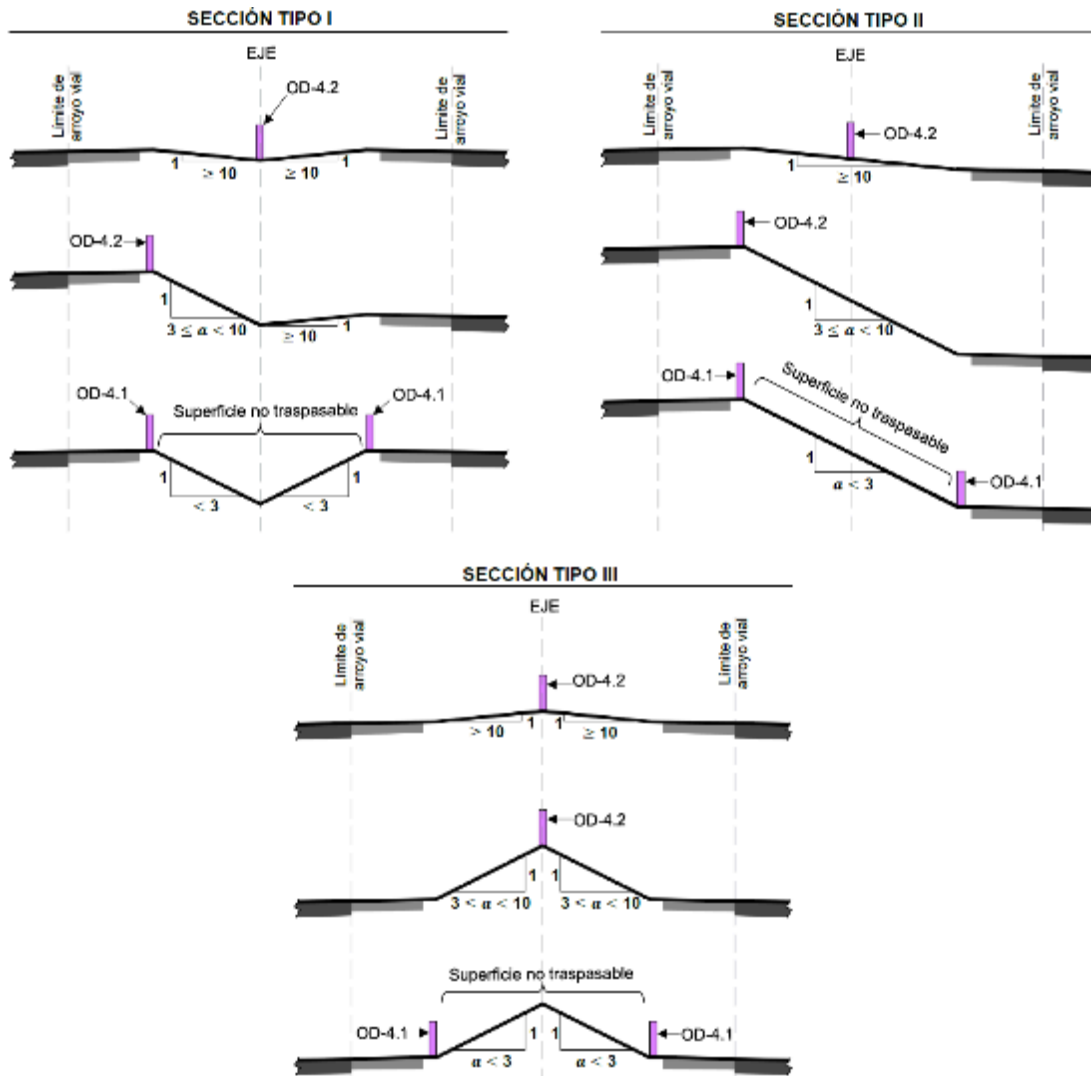 SECCIÓN TIPO I
EJE
Límite de
arroyo vial
OD-4.2
Límite de
arroyo vial
1
≥ 10
≥ 10
1
OD-4.2
1
3 ≤ α < 10
≥ 10
1
OD-4.1
OD-4.1
Superficie no traspasable
1
< 3
< 3
1
SECCIÓN TIPO II
EJE
Límite de
arroyo vial
OD-4.2
Límite de
arroyo vial
1
≥ 10
OD-4.2
1
3 ≤ α < 10
OD-4.1
Superficie no traspasable
1
α < 3
OD-4.1
SECCIÓN TIPO III
EJE
Límite de
arroyo vial
OD-4.2
Límite de
arroyo vial
> 10
1
1
≥ 10
OD-4.2
1
1
3 < α < 10
3 < α < 10
Superficie no traspasable
OD-4.1
OD-4.1
1
1
α < 3
α < 3